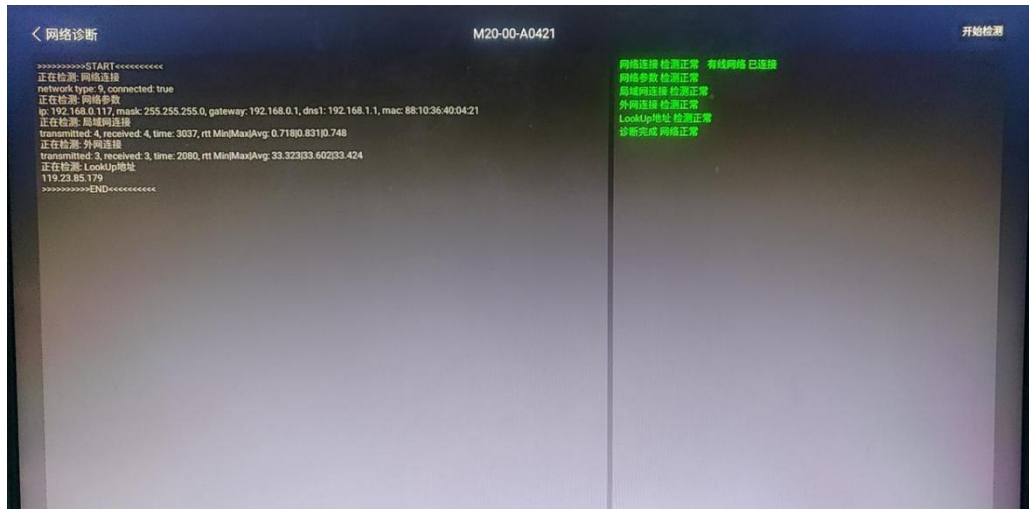 网络诊断
M20-00-A0421
开始检测
>>>>>>>>>>START<<<<<<<<<<
正在检测: 网络连接
network type: 9, connected: true
正在检测: 网络参数
ip: 192.168.0.117, mask: 255.255.255.0, gateway: 192.168.0.1, dns1: 192.168.1.1, mac: 88:10:36:40:04:21
正在检测: 局域网连接
transmitted: 4, received: 4, time: 3037, rtt Min|Max|Avg: 0.718|0.831|0.748
正在检测: 外网连接
transmitted: 3, received: 3, time: 2080, rtt Min|Max|Avg: 33.323|33.602|33.424
正在检测: LookUp地址
119.23.85.179
>>>>>>>>>>END<<<<<<<<<<
网络连接 检测正常 有线网络 已连接
网络参数 检测正常
局域网连接 检测正常
外网连接 检测正常
LookUp地址 检测正常
诊断完成 网络正常